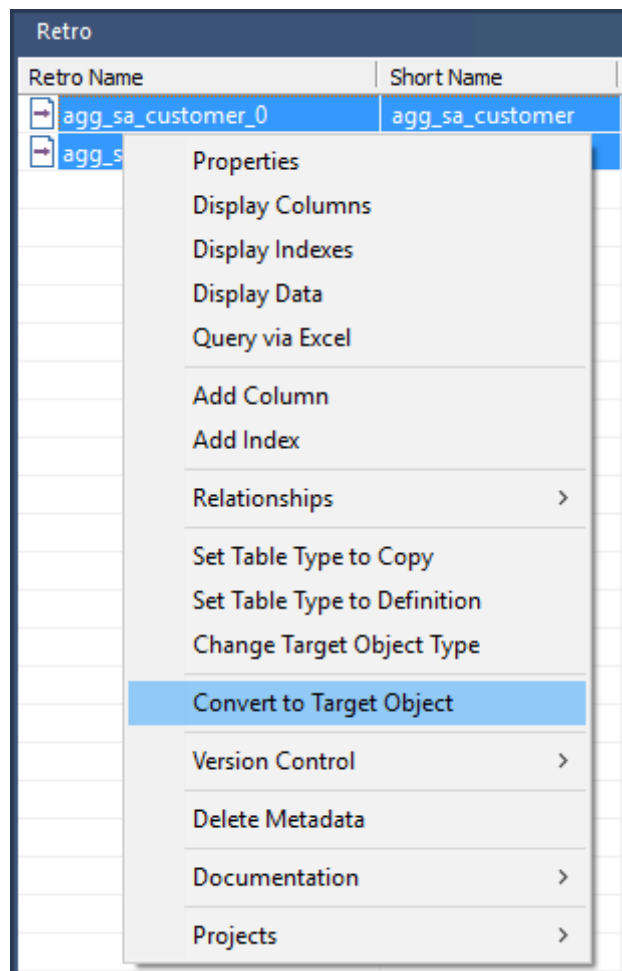 Retro
Retro Name Short Name
agg_sa_customer_0 agg_sa_customer
agg_s
Properties
Display Columns
Display Indexes
Display Data
Query via Excel
Add Column
Add Index
Relationships
Set Table Type to Copy
Set Table Type to Definition
Change Target Object Type
Convert to Target Object
Version Control
Delete Metadata
Documentation
Projects